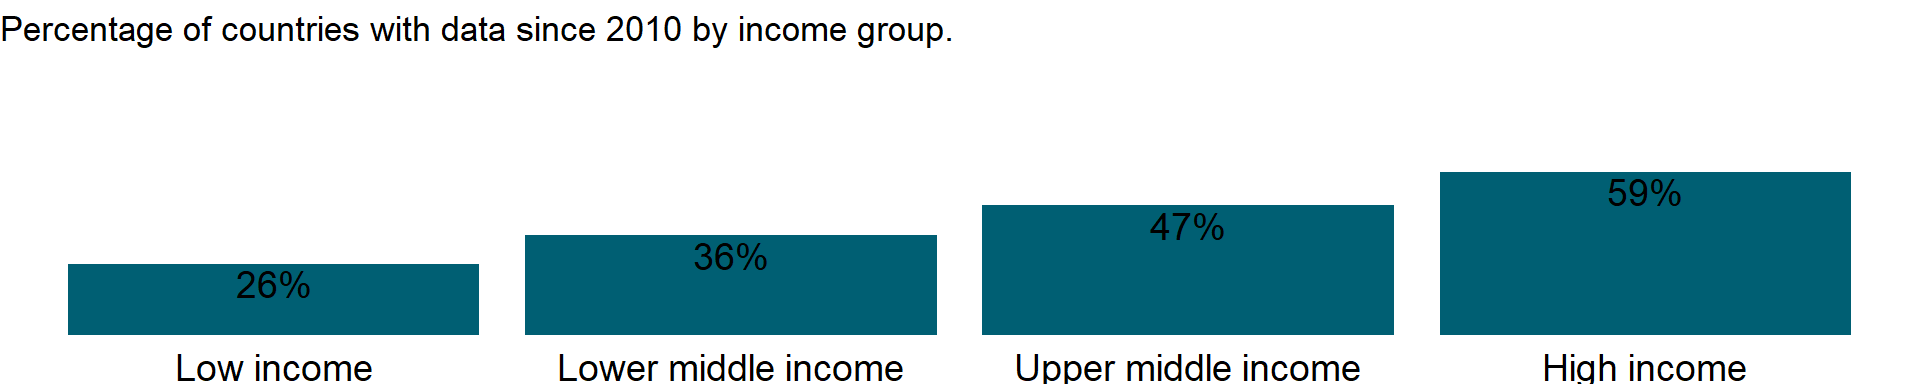 Percentage of countries with data since 2010 by income group.
26%
36%
47%
59%
Low income
Lower middle income
Upper middle income
High income